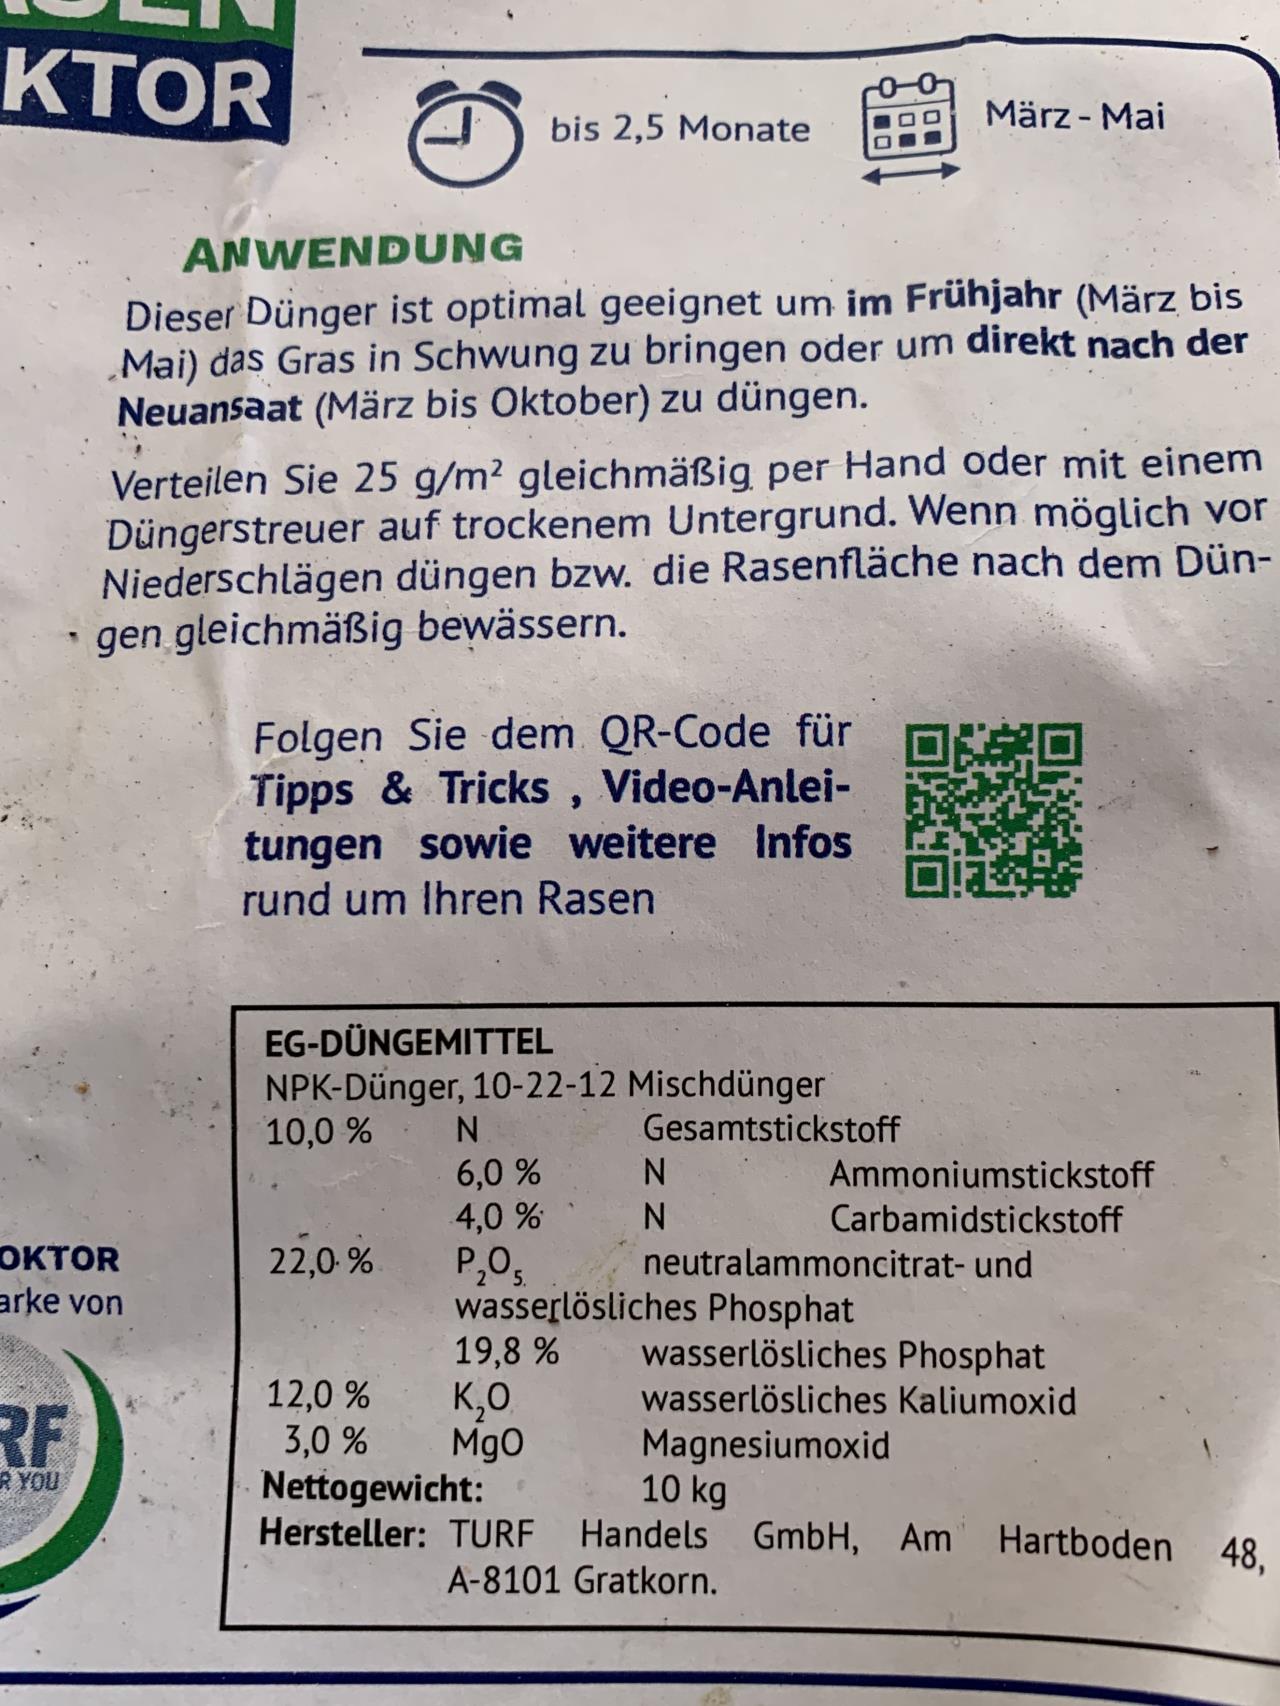 KTOR
bis 2,5 Monate
März - Mai
ANWENDUNG
Dieser Dünger ist optimal geeignet um im Frühjahr (März bis
Mai) das Gras in Schwung zu bringen oder um direkt nach der
Neuansaat (März bis Oktober) zu düngen.
Verteilen Sie 25 g/m² gleichmäßig per Hand oder mit einem
Düngerstreuer auf trockenem Untergrund. Wenn möglich vor
Niederschlägen düngen bzw. die Rasenfläche nach dem Dün-
gen gleichmäßig bewässern.
Folgen Sie dem QR-Code für
Tipps & Tricks , Video-Anlei-
tungen sowie weitere Infos
rund um Ihren Rasen
EG-DÜNGEMITTEL
NPK-Dünger, 10-22-12 Mischdünger
10,0 % N Gesamtstickstoff
6,0 % N Ammoniumstickstoff
4,0 % N Carbamidstickstoff
22,0 % P₂O₅ neutralammoncitrat- und
wasserlösliches Phosphat
19,8 % wasserlösliches Phosphat
12,0 % K₂O wasserlösliches Kaliumoxid
3,0 % MgO Magnesiumoxid
Nettogewicht: 10 kg
Hersteller: TURF Handels GmbH, Am Hartboden 48,
A-8101 Gratkorn.
OKTOR
arke von
RF
R YOU